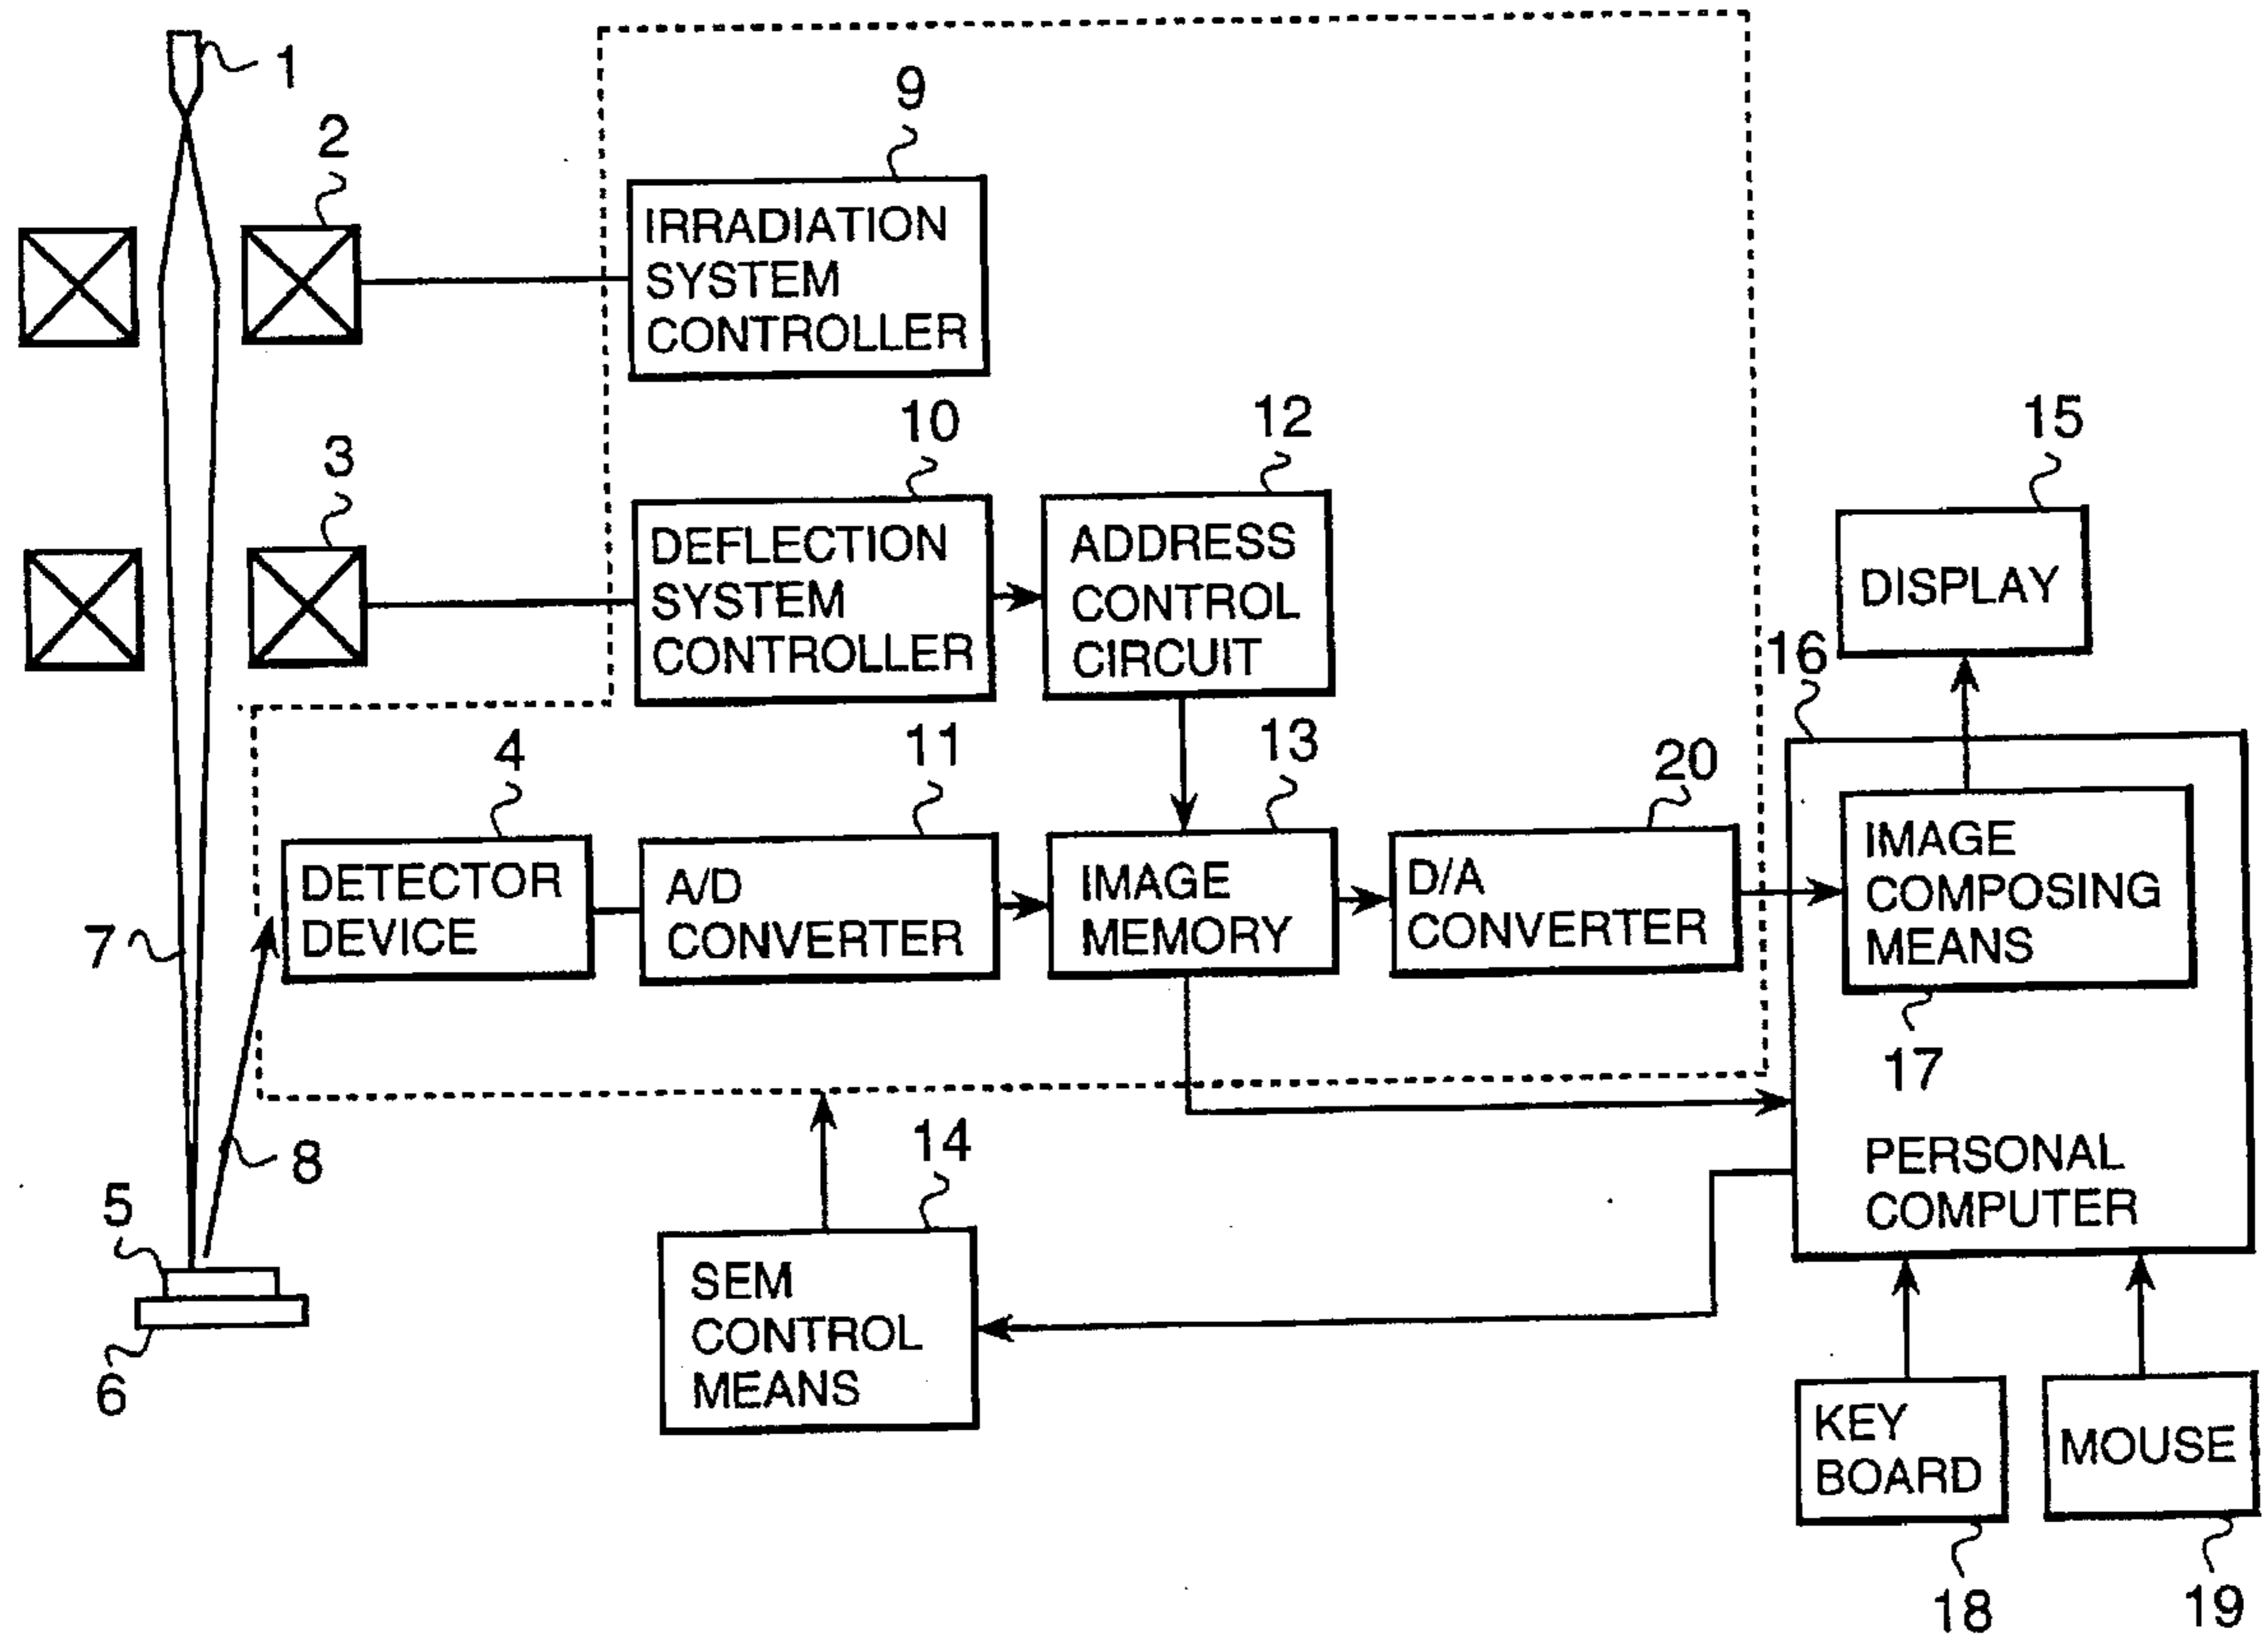 1
2
9
IRRADIATION
SYSTEM
CONTROLLER
3
10
DEFLECTION
SYSTEM
CONTROLLER
12
ADDRESS
CONTROL
CIRCUIT
15
DISPLAY
16
4
DETECTOR
DEVICE
11
A/D
CONVERTER
13
IMAGE
MEMORY
20
D/A
CONVERTER
IMAGE
COMPOSING
MEANS
17
7
8
5
6
14
SEM
CONTROL
MEANS
PERSONAL
COMPUTER
KEY
BOARD
18
MOUSE
19